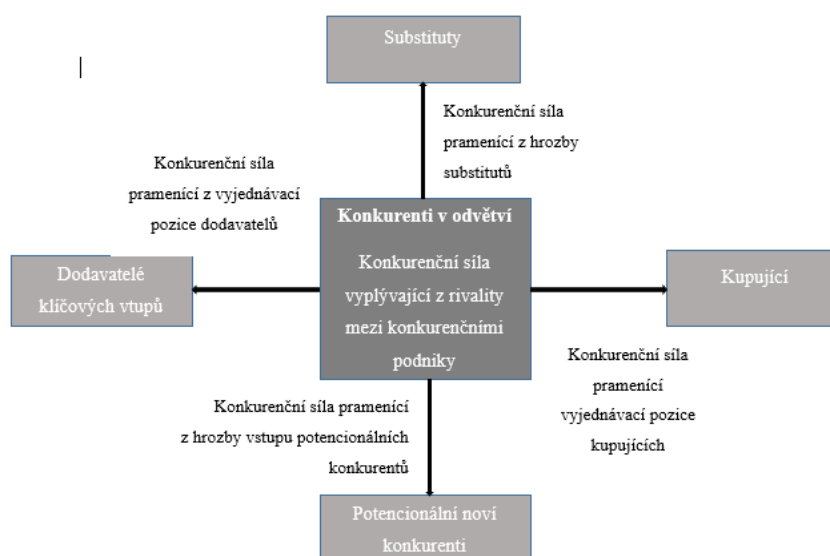 Substituty
Konkurenční síla
pramenící z hrozby
substitutů
Konkurenční síla
pramenící z vyjednávací
pozice dodavatelů
Konkurenti v odvětví
Konkurenční síla
vyplývající z rivality
mezi konkurenčními
podniky
Dodavatelé
klíčových vtupů
Kupující
Konkurenční síla
pramenící
vyjednávací pozice
kupujících
Konkurenční síla pramenící
z hrozby vstupu potencionálních
konkurentů
Potencionální noví
konkurenti